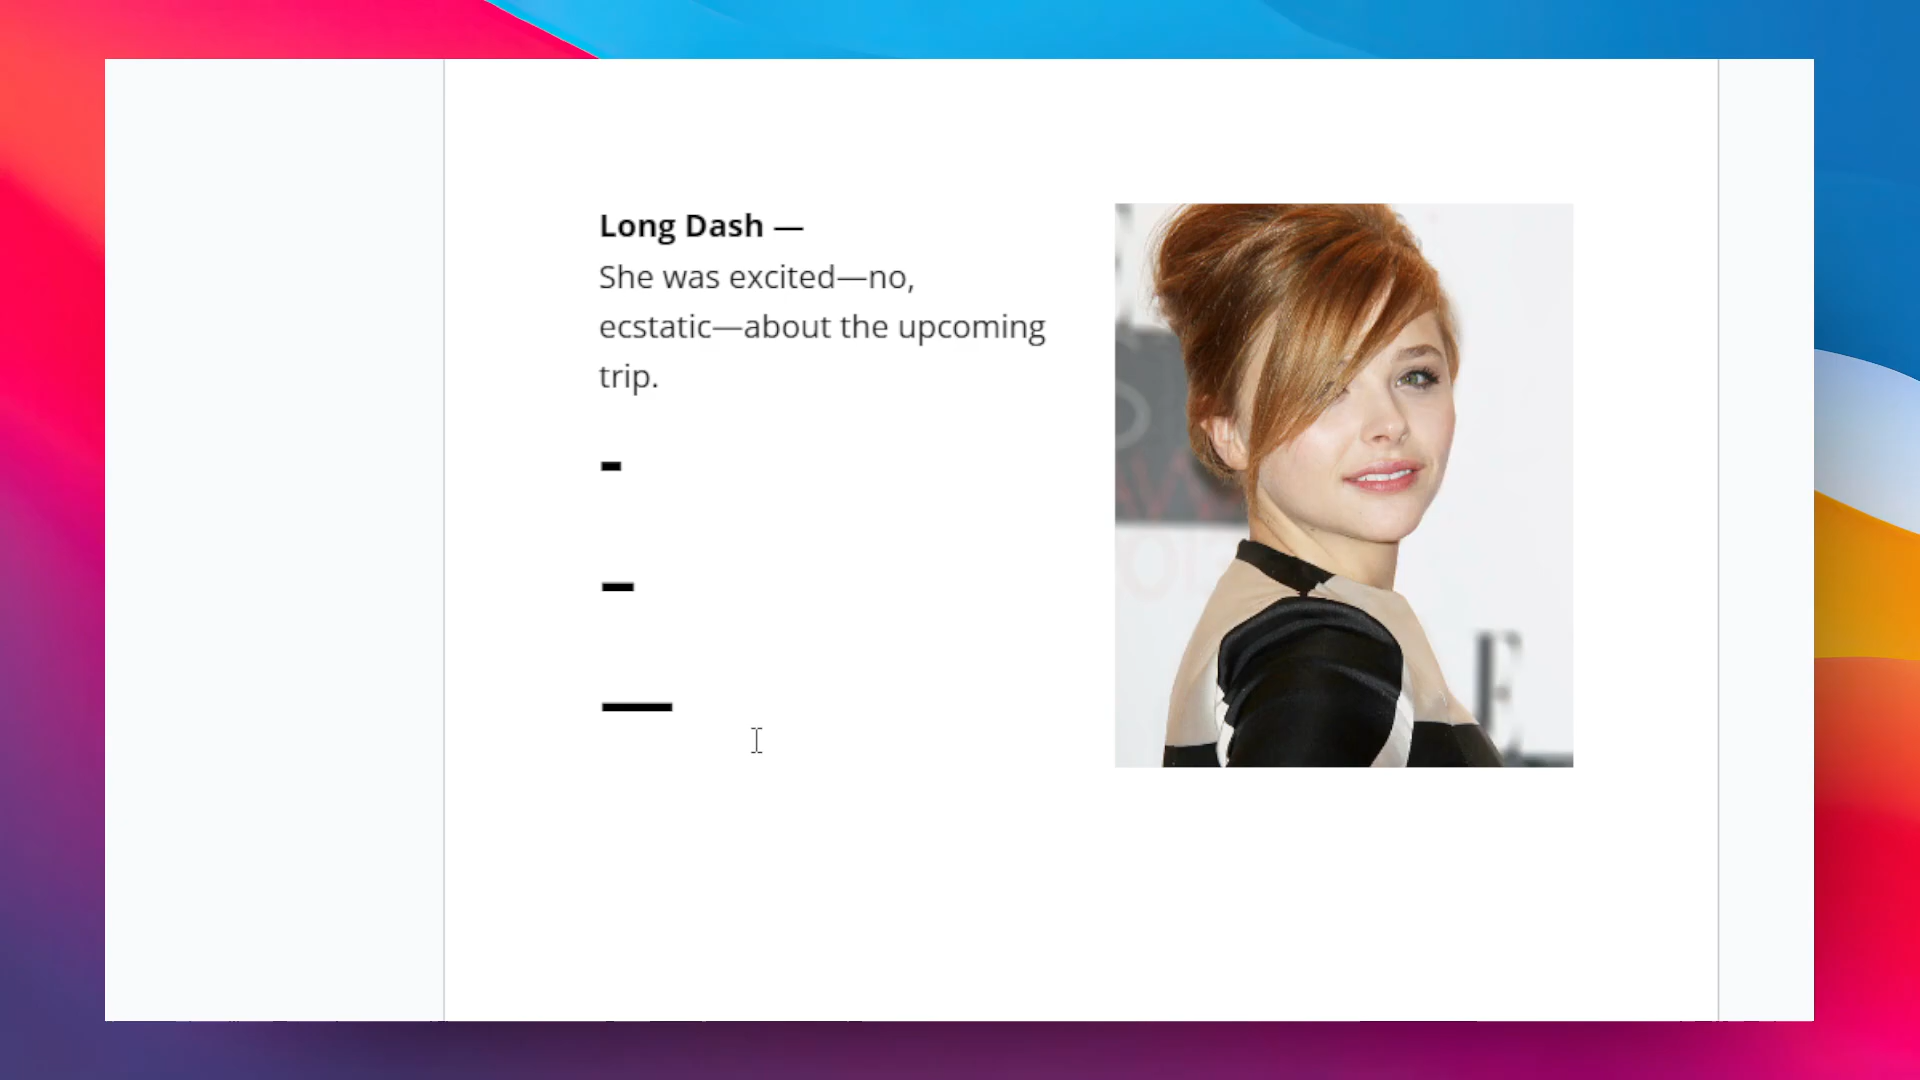 Long Dash —
She was excited—no,
ecstatic—about the upcoming
trip.
-
–
—
E